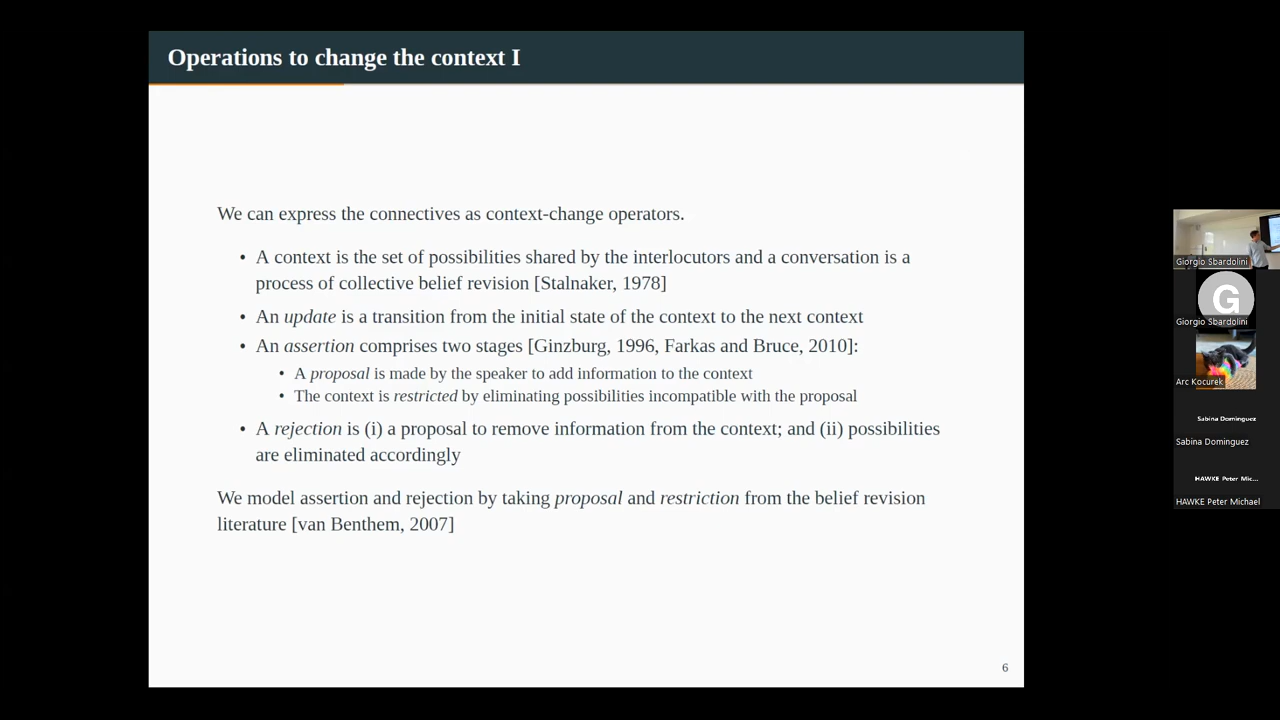 Operations to change the context I
We can express the connectives as context-change operators.
• A context is the set of possibilities shared by the interlocutors and a conversation is a
process of collective belief revision [Stalnaker, 1978]
• An update is a transition from the initial state of the context to the next context
• An assertion comprises two stages [Ginzburg, 1996, Farkas and Bruce, 2010]:
• A proposal is made by the speaker to add information to the context
• The context is restricted by eliminating possibilities incompatible with the proposal
• A rejection is (i) a proposal to remove information from the context; and (ii) possibilities
are eliminated accordingly
We model assertion and rejection by taking proposal and restriction from the belief revision
literature [van Benthem, 2007]
6
Giorgio Sbardolini
G
Giorgio Sbardolini
Arc Kocurek
Sabina Dominguez
Sabina Dominguez
HAWKE Peter Mic...
HAWKE Peter Michael